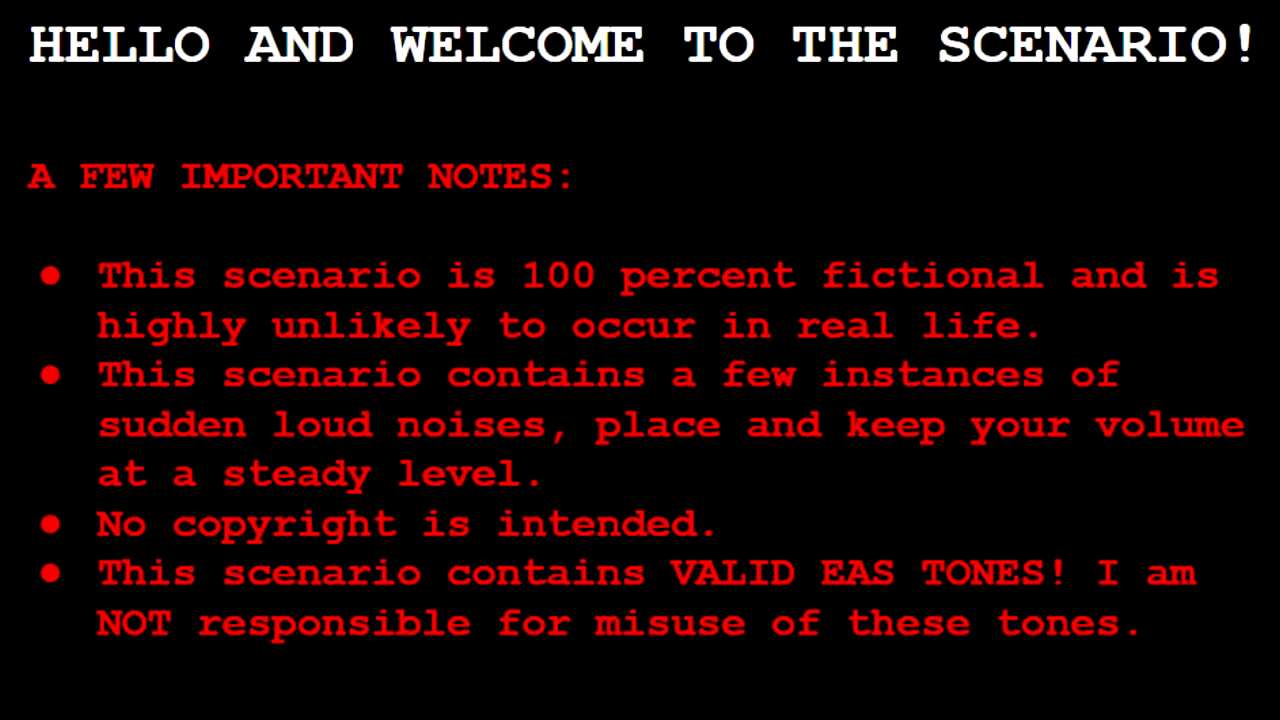 HELLO AND WELCOME TO THE SCENARIO!
A FEW IMPORTANT NOTES:
● This scenario is 100 percent fictional and is
highly unlikely to occur in real life.
● This scenario contains a few instances of
sudden loud noises, place and keep your volume
at a steady level.
● No copyright is intended.
● This scenario contains VALID EAS TONES! I am
NOT responsible for misuse of these tones.